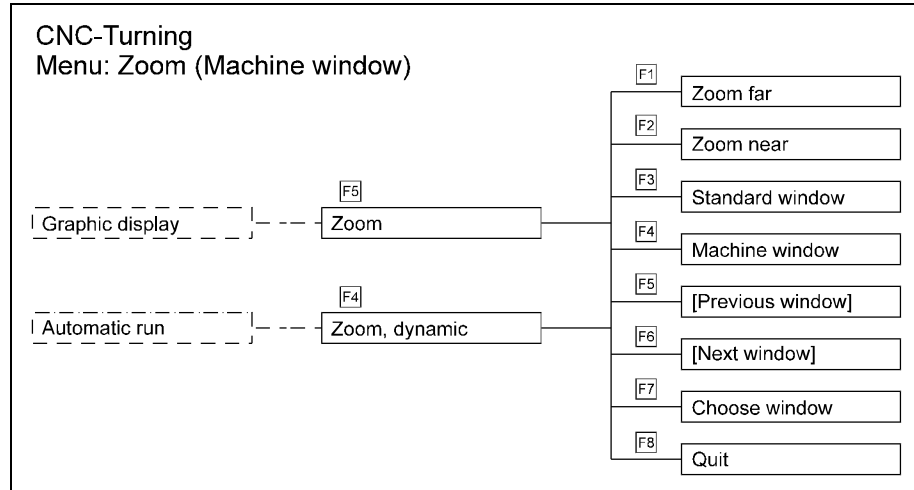 CNC-Turning
Menu: Zoom (Machine window)
F1
Zoom far
F2
Zoom near
F3
Standard window
F5
Graphic display
Zoom
F4
Machine window
F5
[Previous window]
F4
Automatic run
Zoom, dynamic
F6
[Next window]
F7
Choose window
F8
Quit